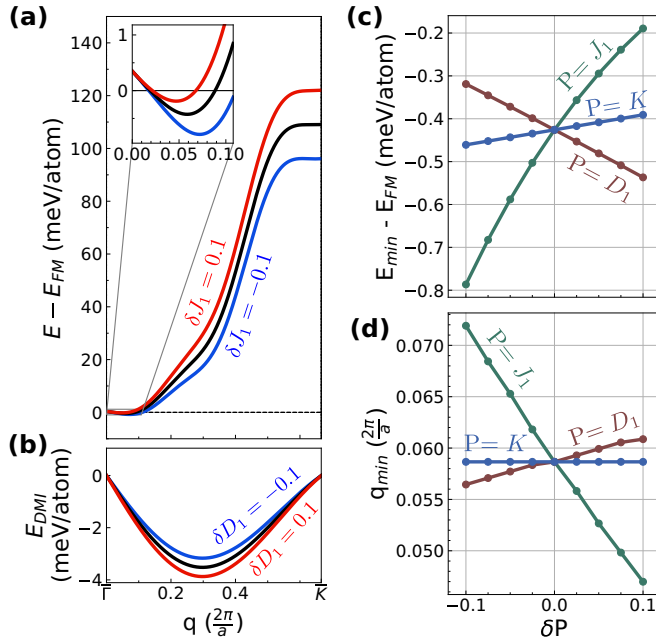 (a)
E − E_FM (meV/atom)
140
120
100
80
60
40
20
0
1
0
0.00
0.05
0.10
δJ₁ = 0.1
δJ₁ = −0.1
(b)
E_DMI
(meV/atom)
0
−2
−4
δD₁ = −0.1
δD₁ = 0.1
Γ̅ 0.2 0.4 K̅
q (2π/a)
(c)
E_min - E_FM (meV/atom)
−0.2
−0.3
−0.4
−0.5
−0.6
−0.7
−0.8
P= J₁
P= K
P= D₁
(d)
q_min (2π/a)
0.070
0.065
0.060
0.055
0.050
P= J₁
P= D₁
P= K
−0.1 0.0 0.1
δP